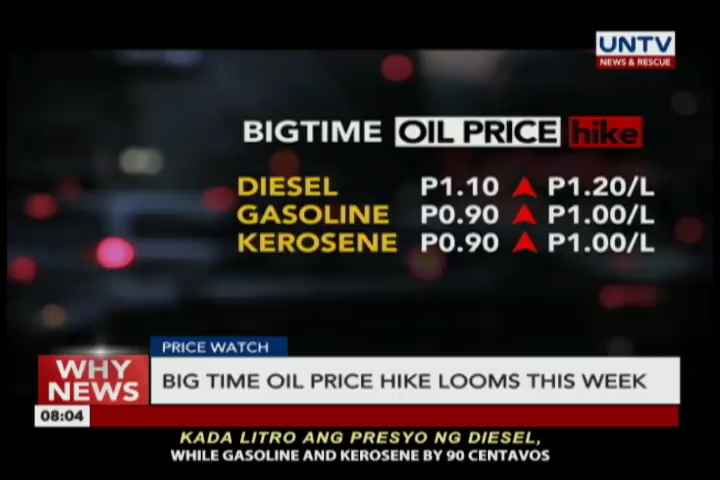 UNTV
NEWS & RESCUE
BIGTIME OIL PRICE hike
DIESEL P1.10 ▲ P1.20/L
GASOLINE P0.90 ▲ P1.00/L
KEROSENE P0.90 ▲ P1.00/L
PRICE WATCH
WHY NEWS
BIG TIME OIL PRICE HIKE LOOMS THIS WEEK
08:04
KADA LITRO ANG PRESYO NG DIESEL,
WHILE GASOLINE AND KEROSENE BY 90 CENTAVOS